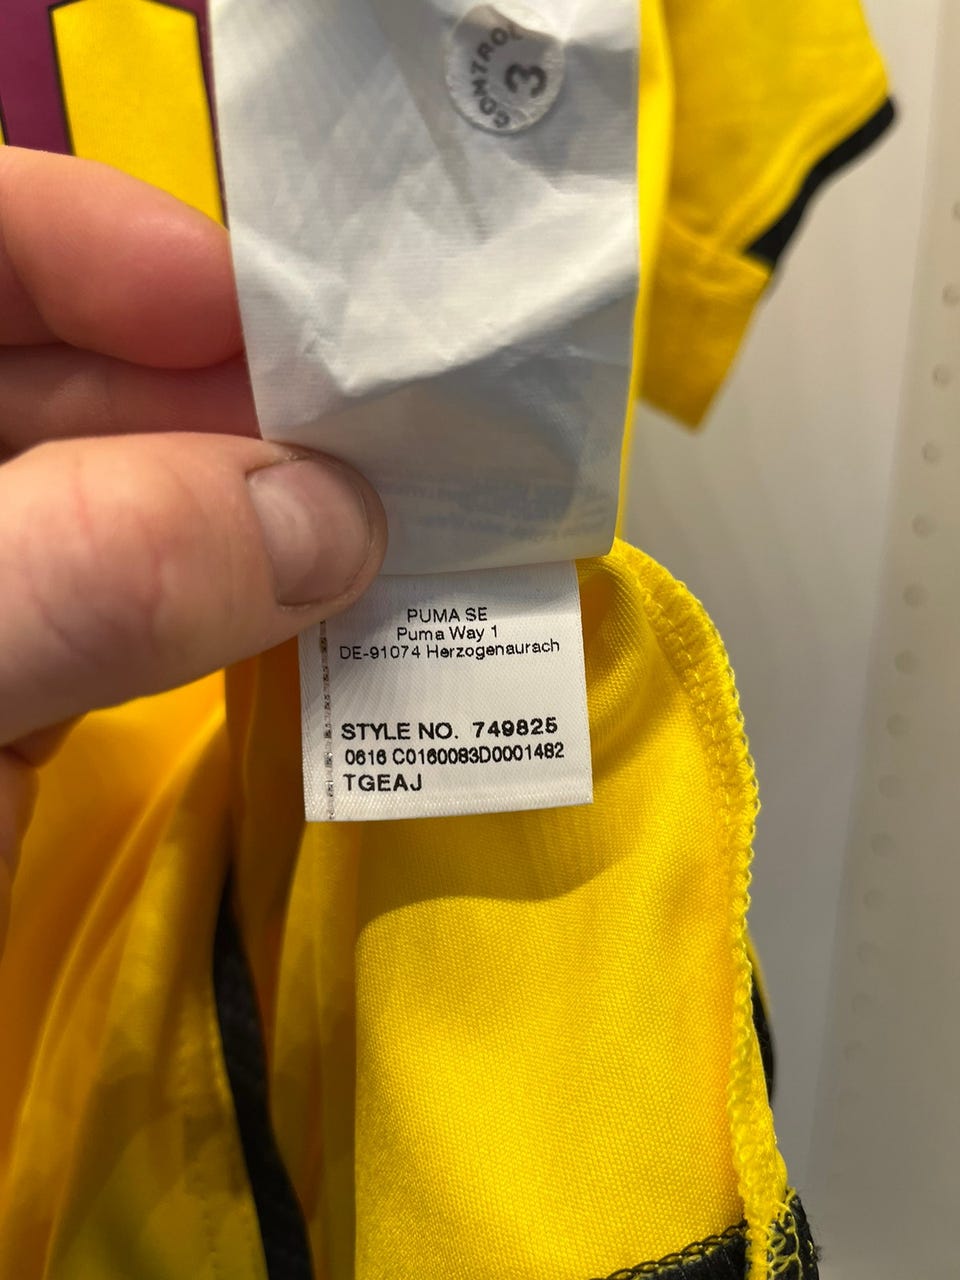 CONTROL
3
PUMA SE
Puma Way 1
DE-91074 Herzogenaurach
STYLE NO. 749825
0616 C0160083D0001482
TGEAJ